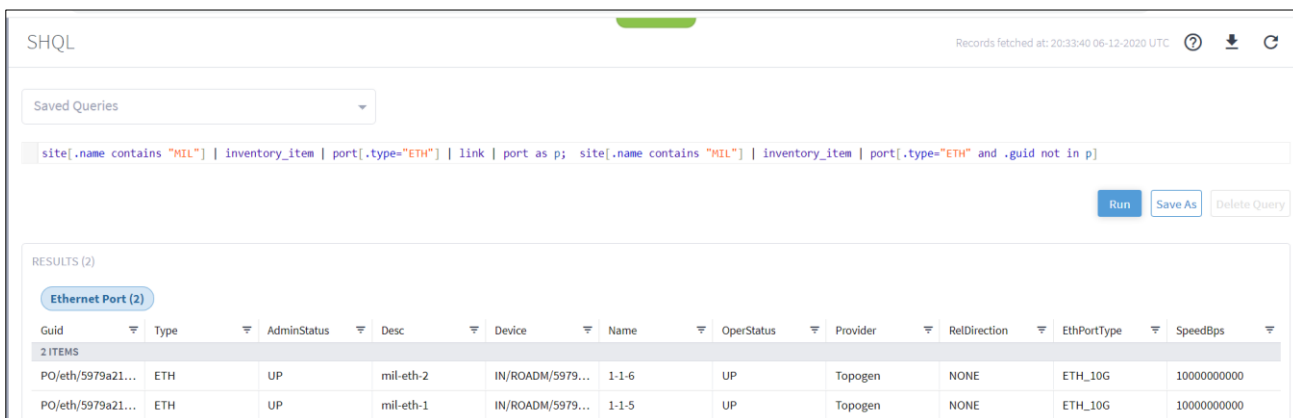 SHQL Records fetched at: 20:33:40 06-12-2020 UTC
Saved Queries
site[.name contains "MIL"] | inventory_item | port[.type="ETH"] | link | port as p; site[.name contains "MIL"] | inventory_item | port[.type="ETH" and .guid not in p]
Run Save As Delete Query
RESULTS (2)
Ethernet Port (2)
Guid Type AdminStatus Desc Device Name OperStatus Provider RelDirection EthPortType SpeedBps
2 ITEMS
PO/eth/5979a21... ETH UP mil-eth-2 IN/ROADM/5979... 1-1-6 UP Topogen NONE ETH_10G 10000000000
PO/eth/5979a21... ETH UP mil-eth-1 IN/ROADM/5979... 1-1-5 UP Topogen NONE ETH_10G 10000000000